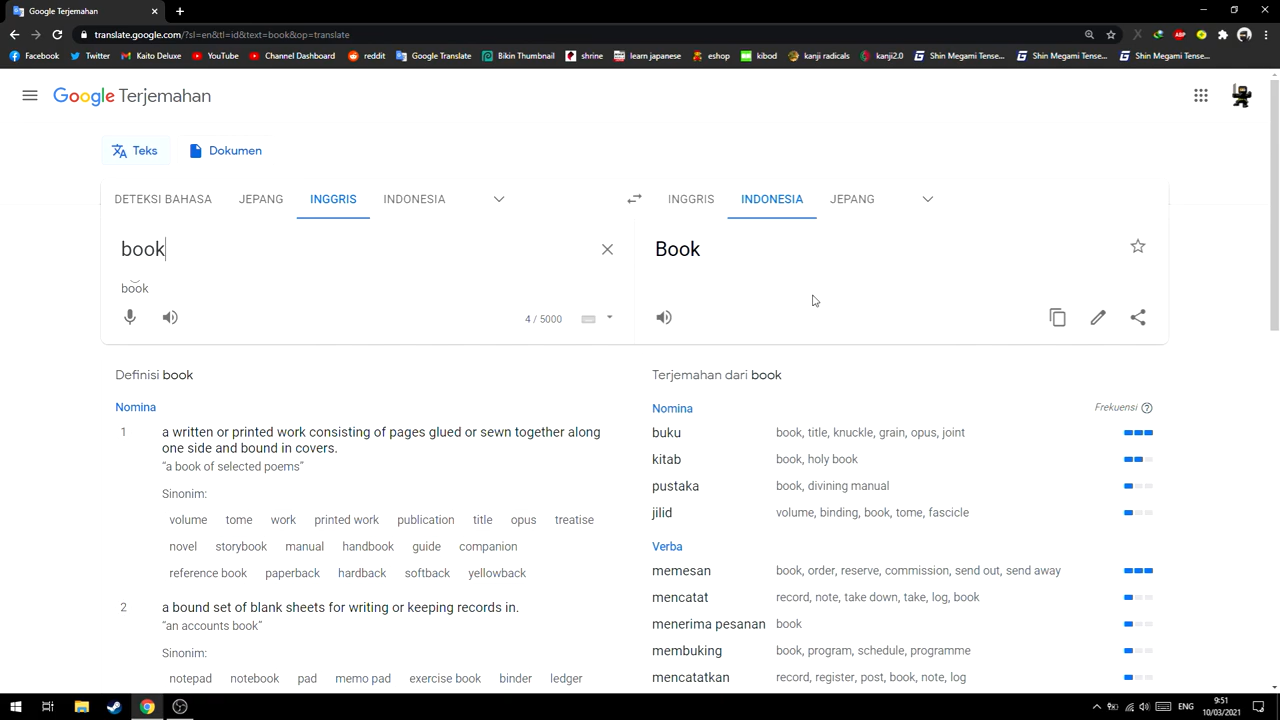 Google Terjemahan
translate.google.com/?sl=en&tl=id&text=book&op=translate
Facebook Twitter Kaito Deluxe YouTube Channel Dashboard reddit Google Translate Bikin Thumbnail shrine learn japanese eshop kibod kanji radicals kanji2.0 Shin Megami Tense... Shin Megami Tense... Shin Megami Tense...
Google Terjemahan
Teks Dokumen
DETEKSI BAHASA JEPANG INGGRIS INDONESIA INGGRIS INDONESIA JEPANG
book Book
bo͝ok
4 / 5000
Definisi book Terjemahan dari book
Nomina Nomina Frekuensi
1 a written or printed work consisting of pages glued or sewn together along buku book, title, knuckle, grain, opus, joint
one side and bound in covers. kitab book, holy book
“a book of selected poems” pustaka book, divining manual
Sinonim: jilid volume, binding, book, tome, fascicle
volume tome work printed work publication title opus treatise
novel storybook manual handbook guide companion Verba
reference book paperback hardback softback yellowback memesan book, order, reserve, commission, send out, send away
2 a bound set of blank sheets for writing or keeping records in. mencatat record, note, take down, take, log, book
“an accounts book” menerima pesanan book
Sinonim: membuking book, program, schedule, programme
notepad notebook pad memo pad exercise book binder ledger mencatatkan record, register, post, book, note, log
ENG 9:51
10/03/2021
ABP